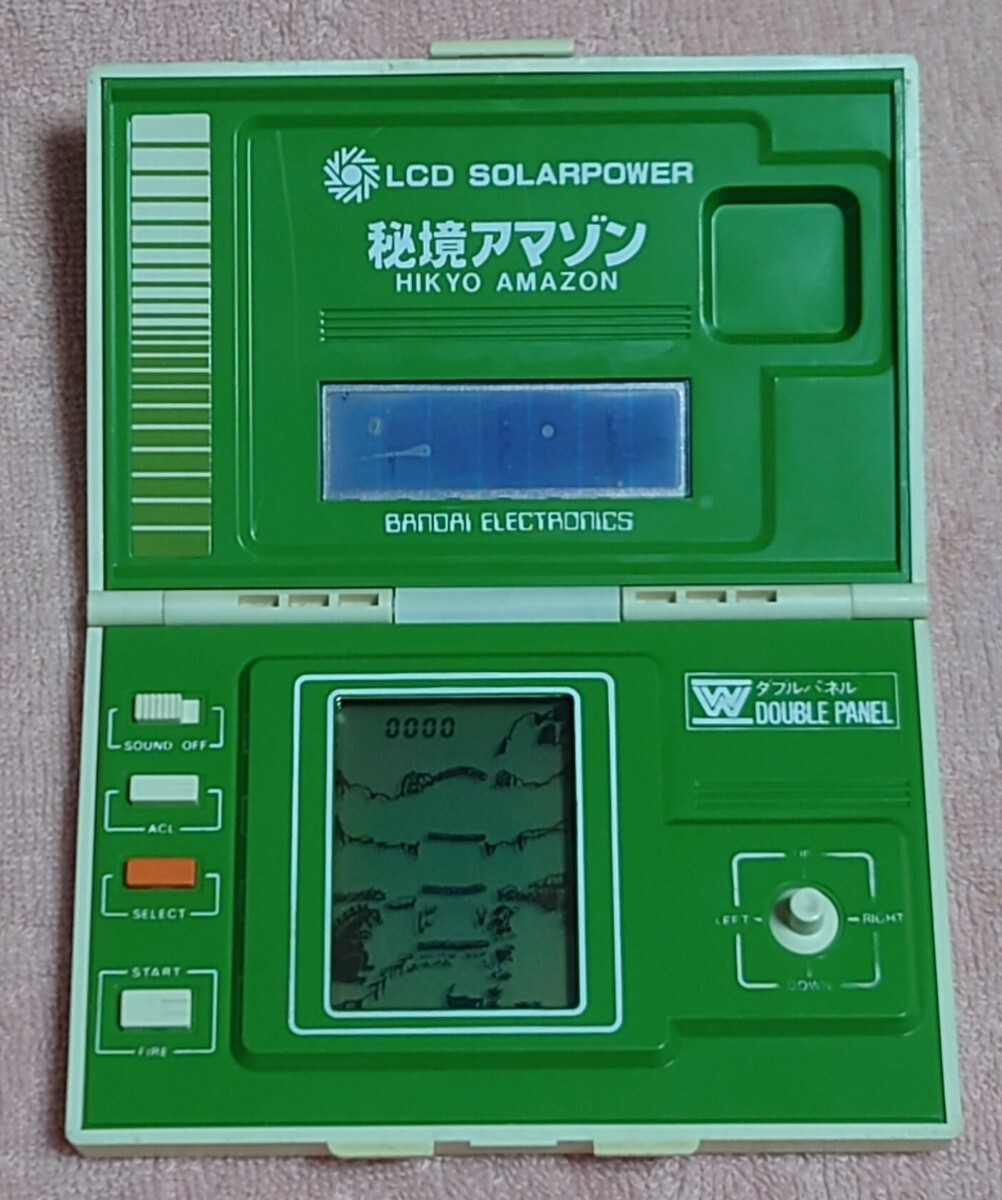 LCD SOLARPOWER
秘境アマゾン
HIKYO AMAZON
BANDAI ELECTRONICS
W ダブルパネル
DOUBLE PANEL
SOUND OFF
ACL
SELECT
START
FIRE
0000
UP
LEFT
RIGHT
DOWN